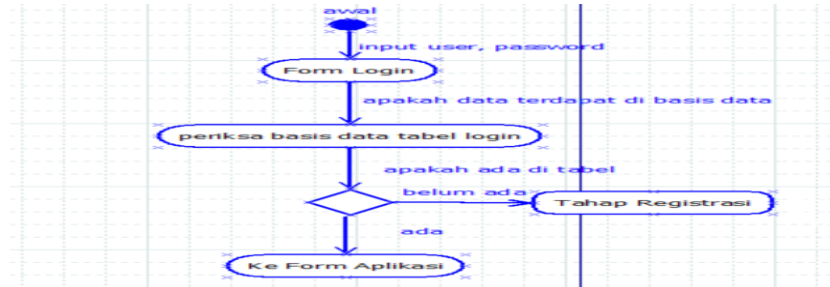 awal
input user, password
Form Login
apakah data terdapat di basis data
periksa basis data tabel login
apakah ada di tabel
belum ada
Tahap Registrasi
ada
Ke Form Aplikasi